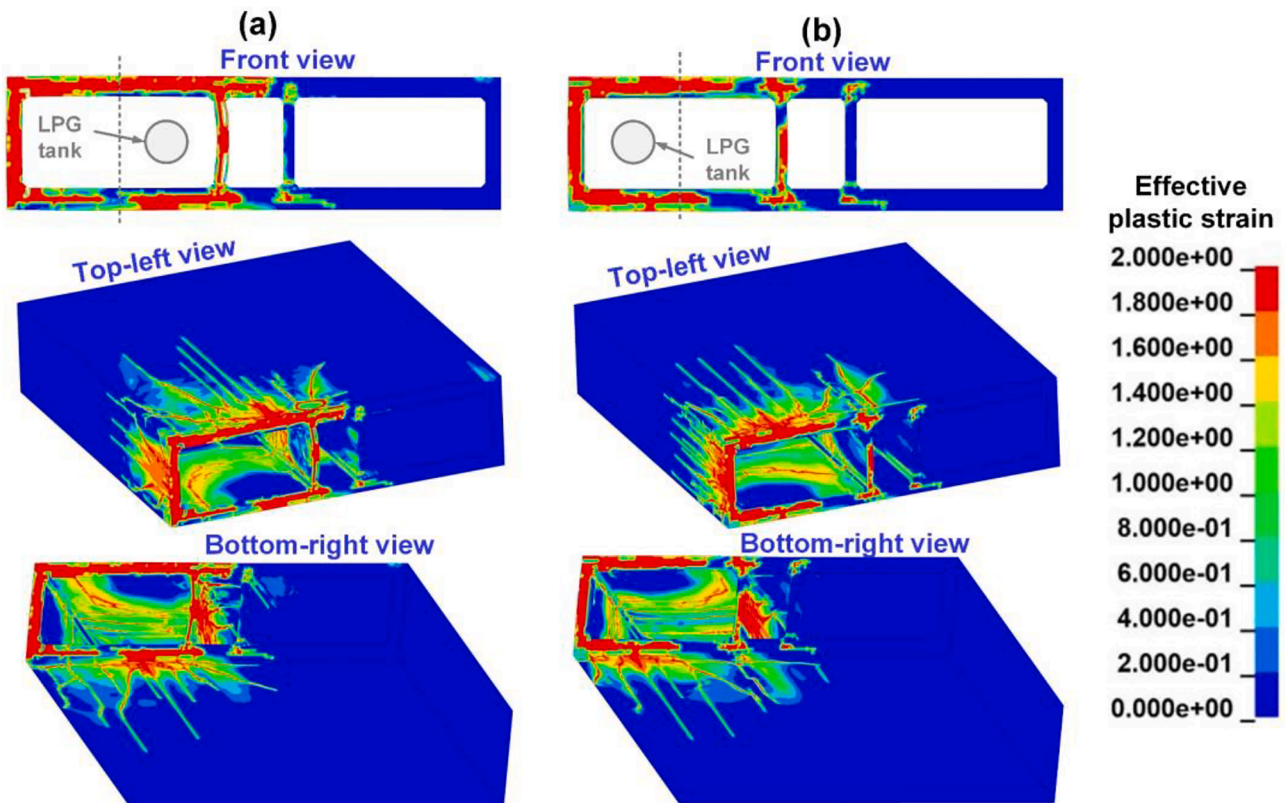 (a)
Front view
LPG
tank
Top-left view
Bottom-right view
(b)
Front view
LPG
tank
Top-left view
Bottom-right view
Effective
plastic strain
2.000e+00
1.800e+00
1.600e+00
1.400e+00
1.200e+00
1.000e+00
8.000e-01
6.000e-01
4.000e-01
2.000e-01
0.000e+00